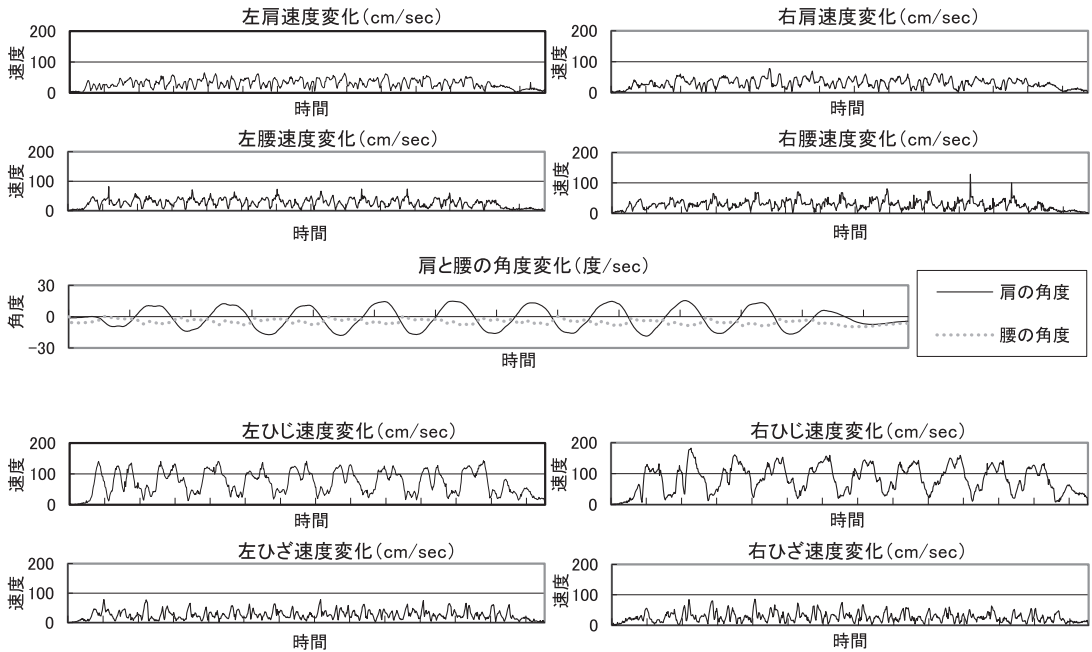 左肩速度変化(cm/sec)
200
100
0
速度
時間
右肩速度変化(cm/sec)
200
100
0
速度
時間
左腰速度変化(cm/sec)
200
100
0
速度
時間
右腰速度変化(cm/sec)
200
100
0
速度
時間
肩と腰の角度変化(度/sec)
30
0
-30
角度
時間
肩の角度
腰の角度
左ひじ速度変化(cm/sec)
200
100
0
速度
時間
右ひじ速度変化(cm/sec)
200
100
0
速度
時間
左ひざ速度変化(cm/sec)
200
100
0
速度
時間
右ひざ速度変化(cm/sec)
200
100
0
速度
時間